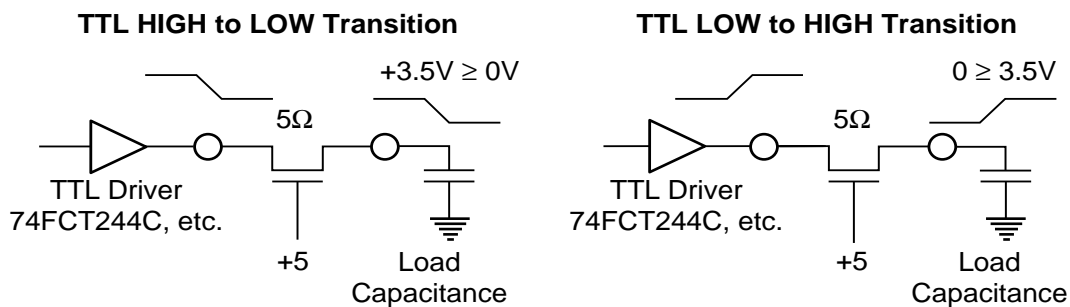 TTL HIGH to LOW Transition
+3.5V ≥ 0V
5Ω
TTL Driver
74FCT244C, etc.
+5
Load
Capacitance
TTL LOW to HIGH Transition
0 ≥ 3.5V
5Ω
TTL Driver
74FCT244C, etc.
+5
Load
Capacitance